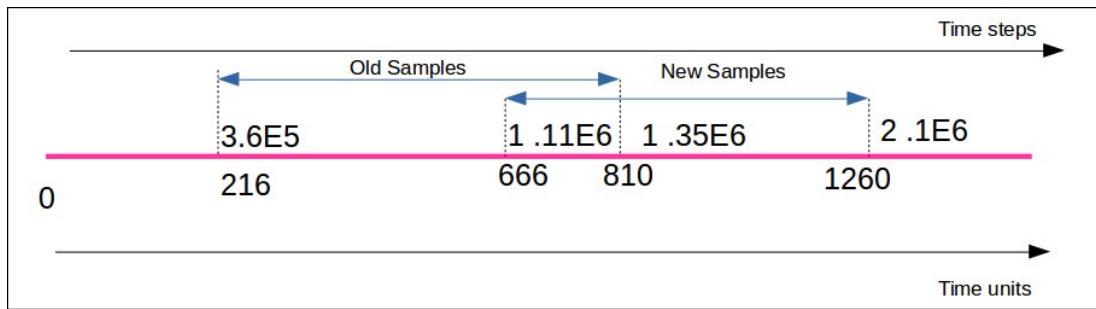 Time steps
Old Samples
New Samples
3.6E5
1 .11E6
1 .35E6
2 .1E6
0
216
666
810
1260
Time units